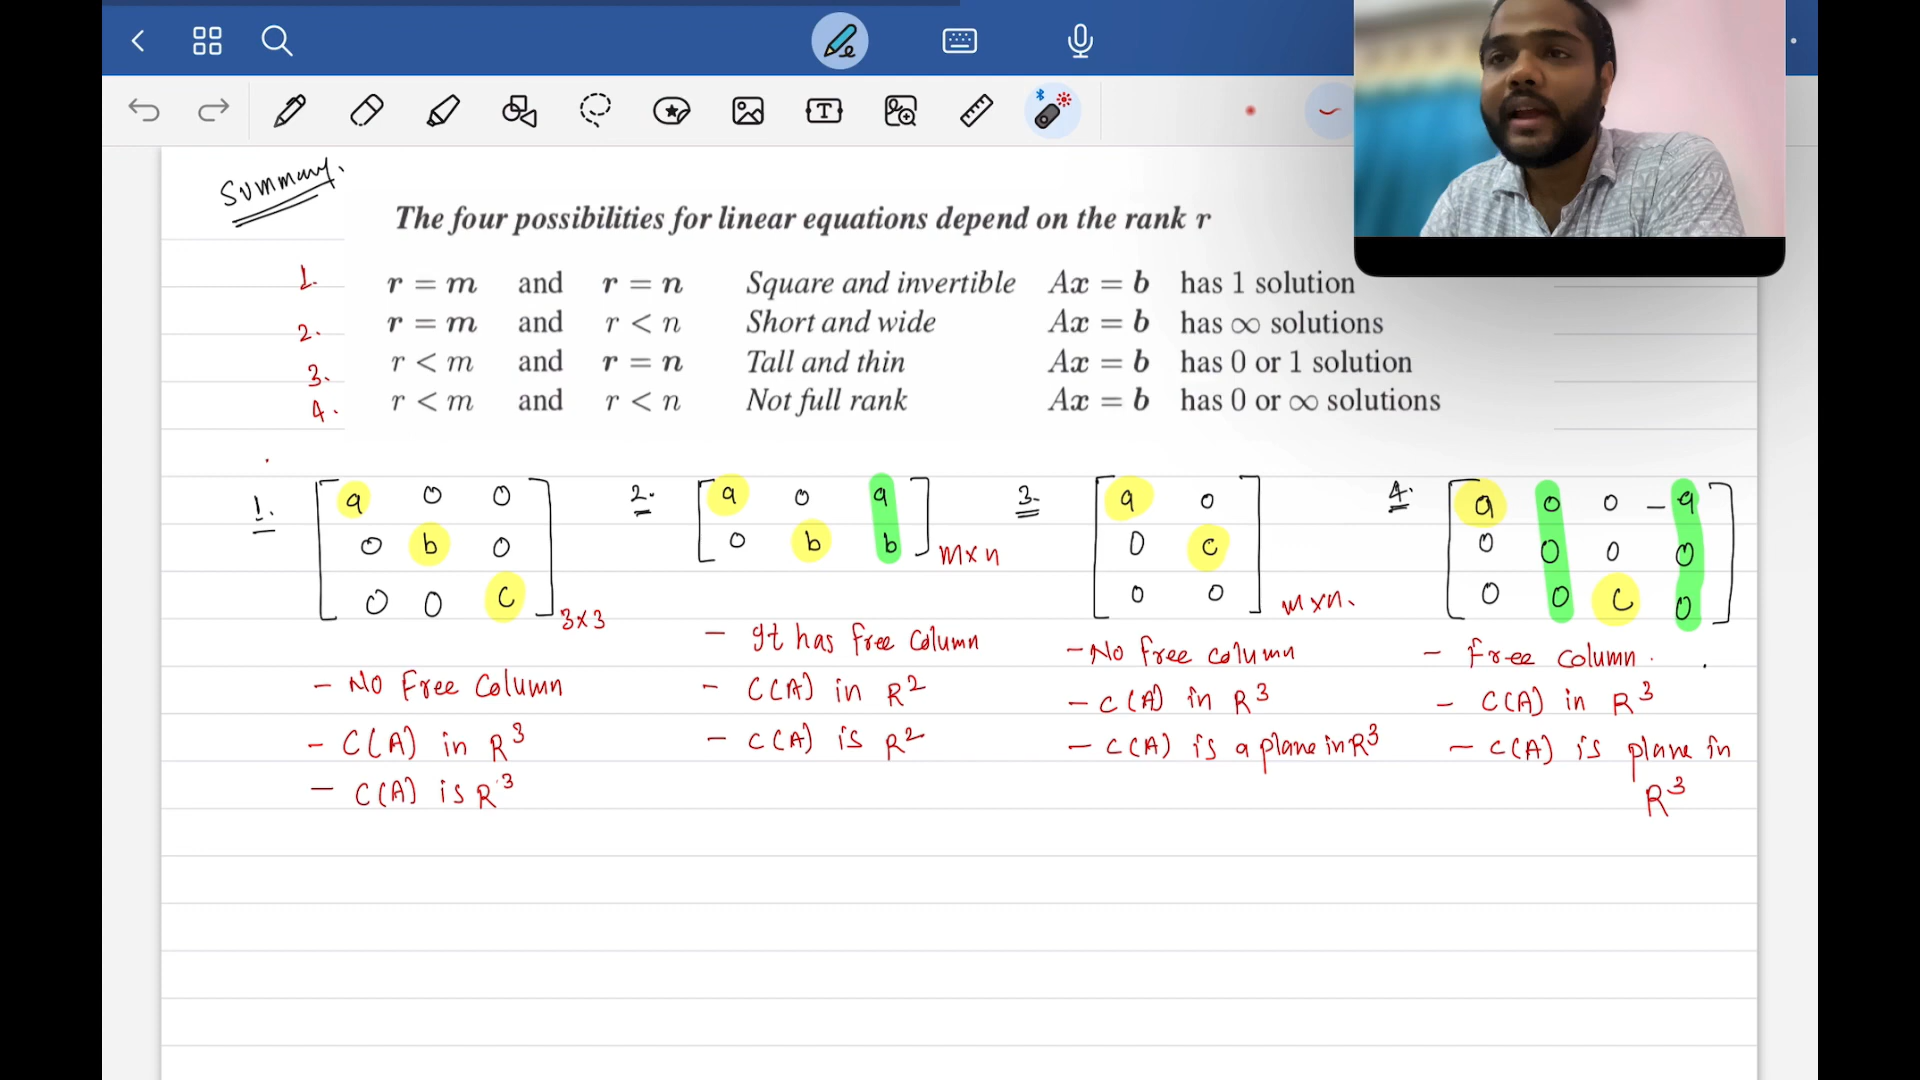 Summary.
The four possibilities for linear equations depend on the rank r
1. r = m and r = n Square and invertible Ax = b has 1 solution
2. r = m and r < n Short and wide Ax = b has ∞ solutions
3. r < m and r = n Tall and thin Ax = b has 0 or 1 solution
4. r < m and r < n Not full rank Ax = b has 0 or ∞ solutions
1.
a 0 0
0 b 0
0 0 c
3×3
- No Free Column
- C(A) in R³
- C(A) is R³
2.
a 0 a
0 b b
m×n
- It has Free Column
- C(A) in R²
- C(A) is R²
3.
a 0
0 c
0 0
m×n.
- No free column
- C(A) in R³
- C(A) is a plane in R³
4.
a 0 0 -a
0 0 0 0
0 0 c 0
- Free column.
- C(A) in R³
- C(A) is plane in
R³